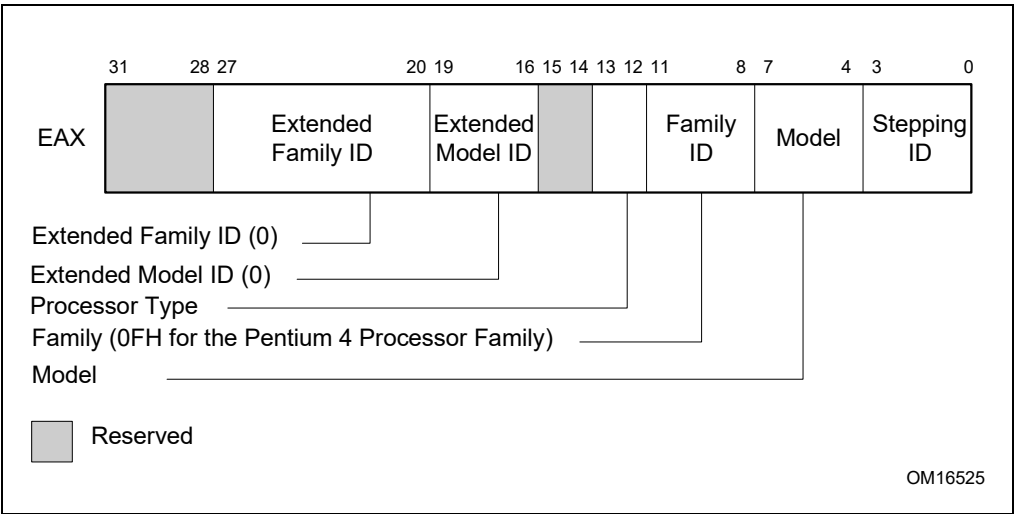 31 28 27 20 19 16 15 14 13 12 11 8 7 4 3 0
EAX
Extended Family ID
Extended Model ID
Family ID
Model
Stepping ID
Extended Family ID (0)
Extended Model ID (0)
Processor Type
Family (0FH for the Pentium 4 Processor Family)
Model
Reserved
OM16525